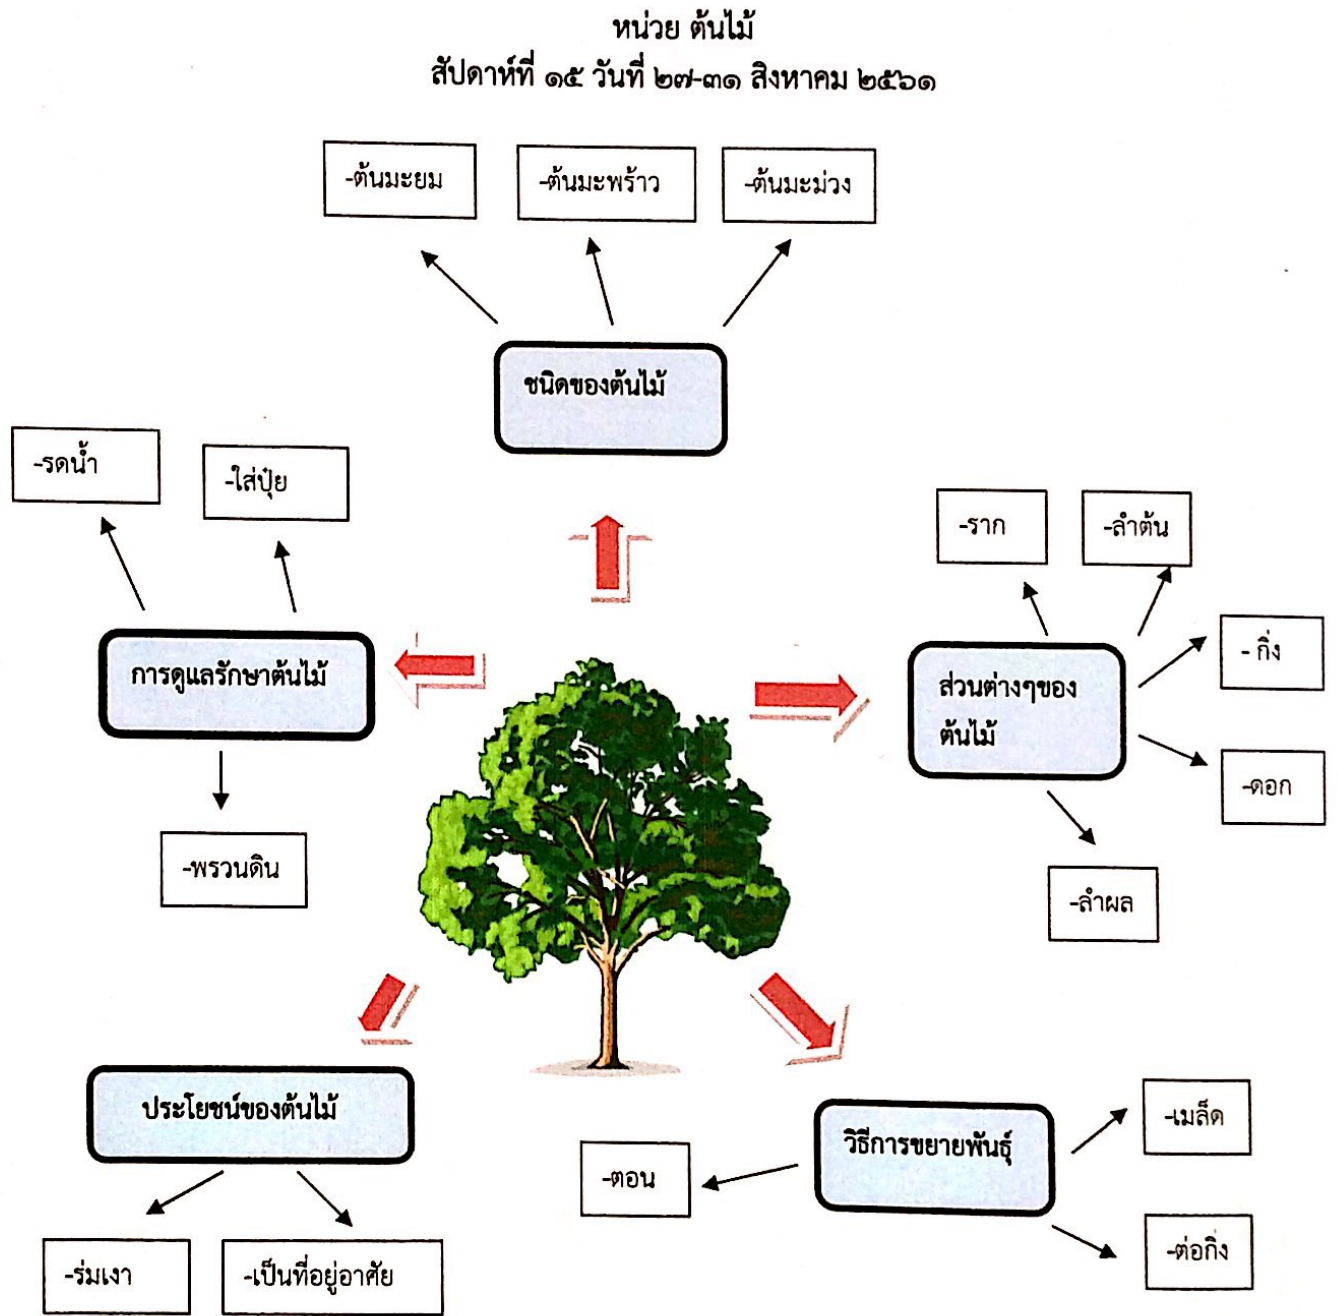 หน่วย ต้นไม้
สัปดาห์ที่ ๑๕ วันที่ ๒๗-๓๑ สิงหาคม ๒๕๖๑
-ต้นมะยม
-ต้นมะพร้าว
-ต้นมะม่วง
ชนิดของต้นไม้
-รดน้ำ
-ใส่ปุ๋ย
การดูแลรักษาต้นไม้
-พรวนดิน
-ราก
-ลำต้น
- กิ่ง
ส่วนต่างๆของ
ต้นไม้
-ดอก
-ลำผล
ประโยชน์ของต้นไม้
-ร่มเงา
-เป็นที่อยู่อาศัย
วิธีการขยายพันธุ์
-เมล็ด
-ตอน
-ต่อกิ่ง